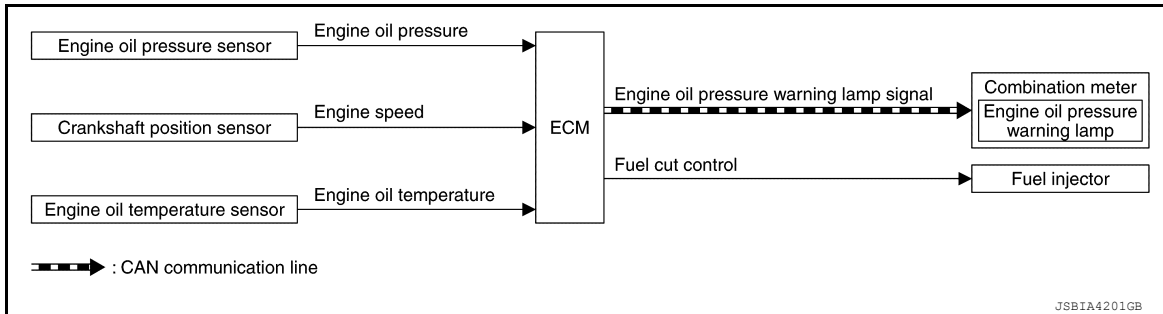 Engine oil pressure sensor
Engine oil pressure
Crankshaft position sensor
Engine speed
Engine oil temperature sensor
Engine oil temperature
ECM
Engine oil pressure warning lamp signal
Fuel cut control
Combination meter
Engine oil pressure
warning lamp
Fuel injector
: CAN communication line
JSBIA4201GB